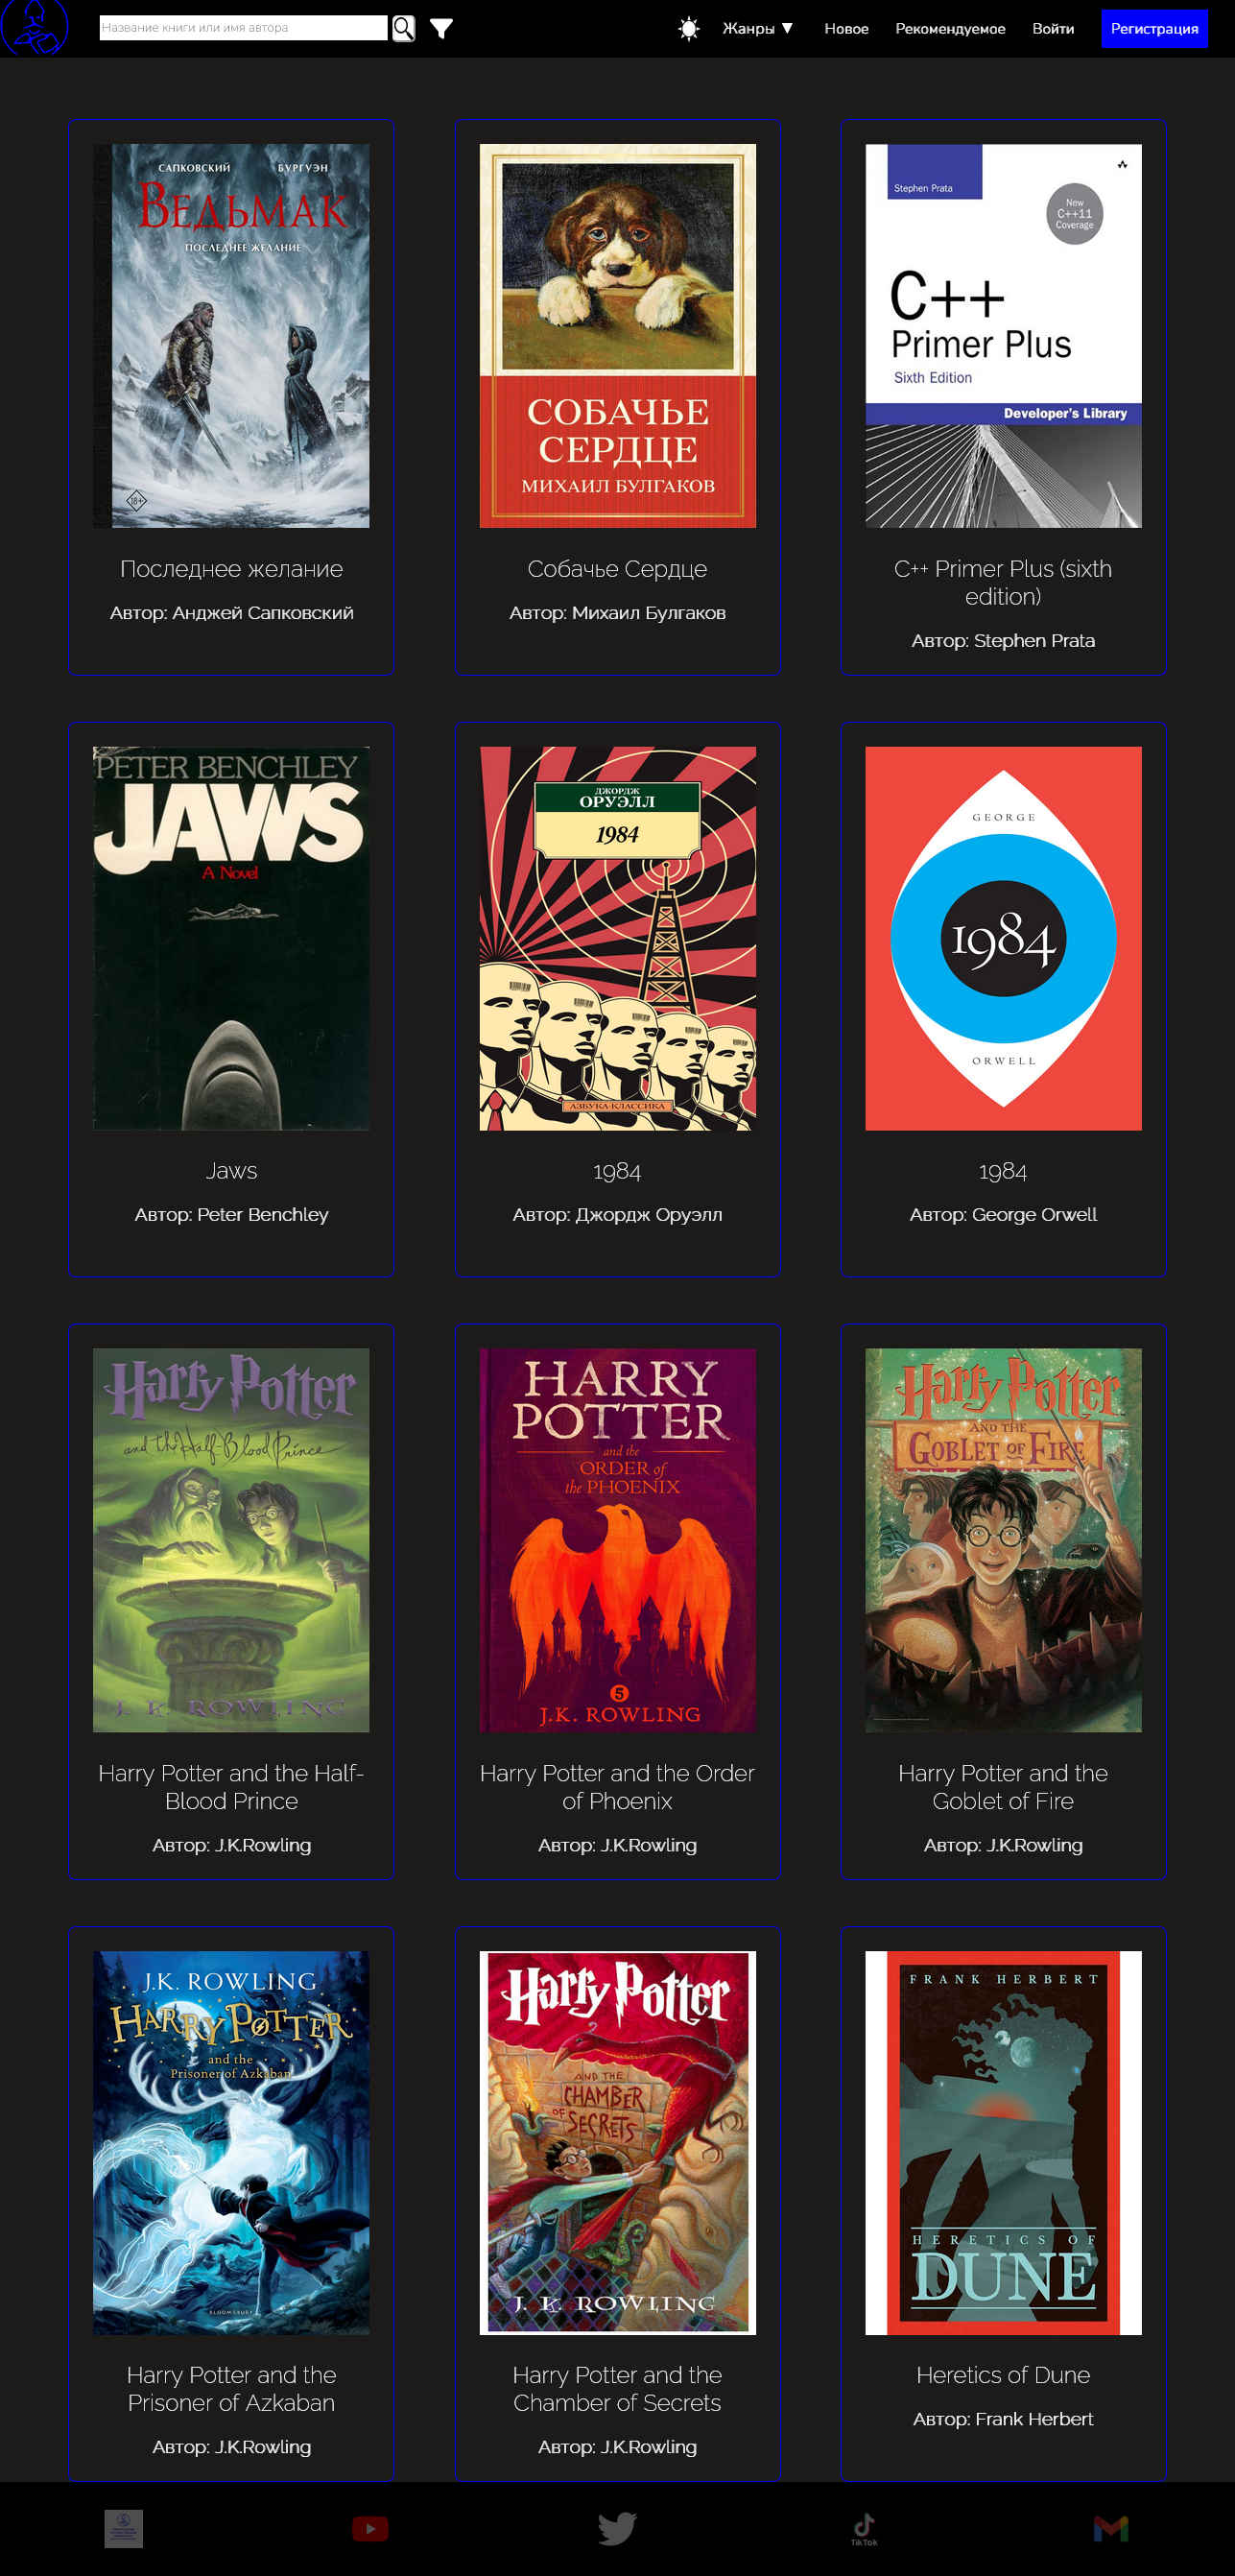 Название книги или имя автора
Жанры ▼
Новое
Рекомендуемое
Войти
Регистрация
САПКОВСКИЙ БУРГУЭН
ВЕДЬМАК
ПОСЛЕДНЕЕ ЖЕЛАНИЕ
18+
Последнее желание
Автор: Анджей Сапковский
СОБАЧЬЕ
СЕРДЦЕ
МИХАИЛ БУЛГАКОВ
Собачье Сердце
Автор: Михаил Булгаков
Stephen Prata
New
C++11
Coverage
C++
Primer Plus
Sixth Edition
Developer's Library
C++ Primer Plus (sixth
edition)
Автор: Stephen Prata
PETER BENCHLEY
JAWS
A Novel
Jaws
Автор: Peter Benchley
ДЖОРДЖ
ОРУЭЛЛ
1984
АЗБУКА-КЛАССИКА
1984
Автор: Джордж Оруэлл
GEORGE
1984
ORWELL
1984
Автор: George Orwell
Harry Potter
and the Half-Blood Prince
J. K. ROWLING
Harry Potter and the Half-
Blood Prince
Автор: J.K.Rowling
HARRY
POTTER
and the
ORDER of
the PHOENIX
5
J.K. ROWLING
Harry Potter and the Order
of Phoenix
Автор: J.K.Rowling
Harry Potter
AND THE
GOBLET OF FIRE
Harry Potter and the
Goblet of Fire
Автор: J.K.Rowling
J.K. ROWLING
HARRY POTTER
and the
Prisoner of Azkaban
BLOOMSBURY
Harry Potter and the
Prisoner of Azkaban
Автор: J.K.Rowling
Harry Potter
AND THE
CHAMBER
OF SECRETS
J. K. ROWLING
Harry Potter and the
Chamber of Secrets
Автор: J.K.Rowling
FRANK HERBERT
HERETICS OF
DUNE
Heretics of Dune
Автор: Frank Herbert
TikTok